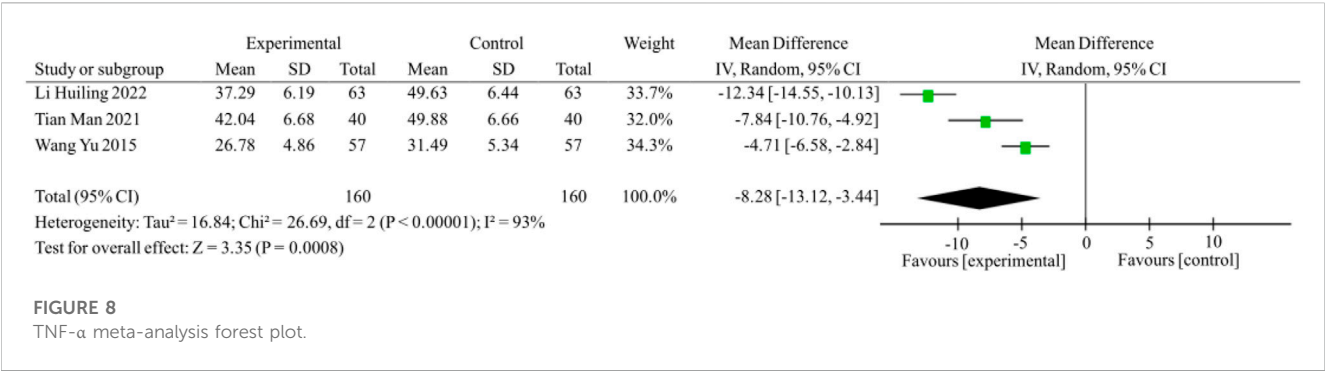 Experimental Control Weight Mean Difference Mean Difference
Study or subgroup Mean SD Total Mean SD Total IV, Random, 95% CI IV, Random, 95% CI
Li Huiling 2022 37.29 6.19 63 49.63 6.44 63 33.7% -12.34 [-14.55, -10.13]
Tian Man 2021 42.04 6.68 40 49.88 6.66 40 32.0% -7.84 [-10.76, -4.92]
Wang Yu 2015 26.78 4.86 57 31.49 5.34 57 34.3% -4.71 [-6.58, -2.84]
Total (95% CI) 160 160 100.0% -8.28 [-13.12, -3.44]
Heterogeneity: Tau² = 16.84; Chi² = 26.69, df = 2 (P < 0.00001); I² = 93%
Test for overall effect: Z = 3.35 (P = 0.0008)
-10 -5 0 5 10
Favours [experimental] Favours [control]
FIGURE 8
TNF-α meta-analysis forest plot.